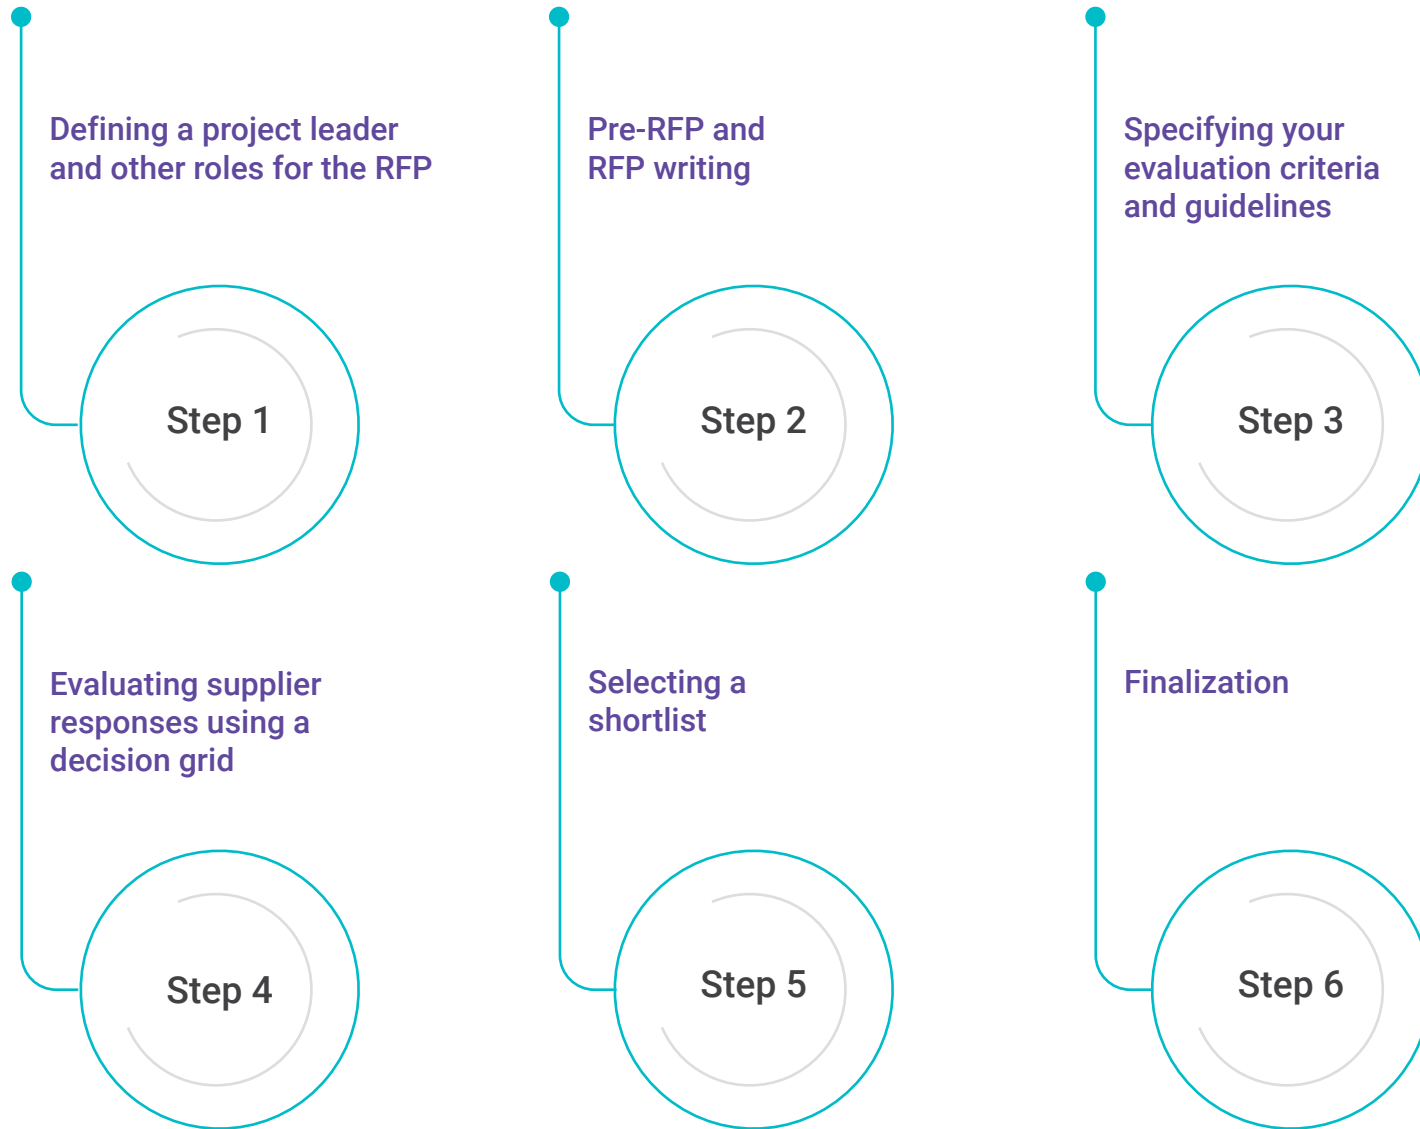 Defining a project leader
and other roles for the RFP
Step 1
Pre-RFP and
RFP writing
Step 2
Specifying your
evaluation criteria
and guidelines
Step 3
Evaluating supplier
responses using a
decision grid
Step 4
Selecting a
shortlist
Step 5
Finalization
Step 6